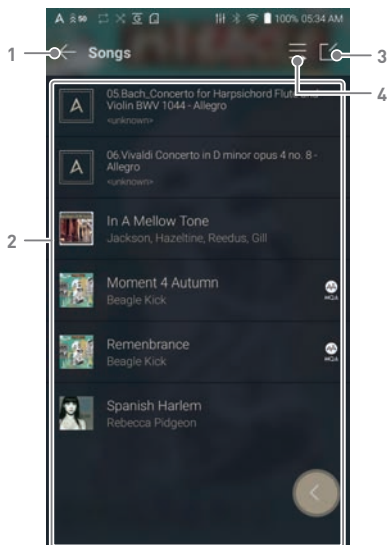 A 50 100% 05:34 AM
1 Songs 3
4
05.Bach_Concerto for Harpsichord Flute and
Violin BWV 1044 - Allegro
<unknown>
06.Vivaldi Concerto in D minor opus 4 no. 8 -
Allegro
<unknown>
2
In A Mellow Tone
Jackson, Hazeltine, Reedus, Gill
Moment 4 Autumn
Beagle Kick
MQA
Remenbrance
Beagle Kick
MQA
Spanish Harlem
Rebecca Pidgeon